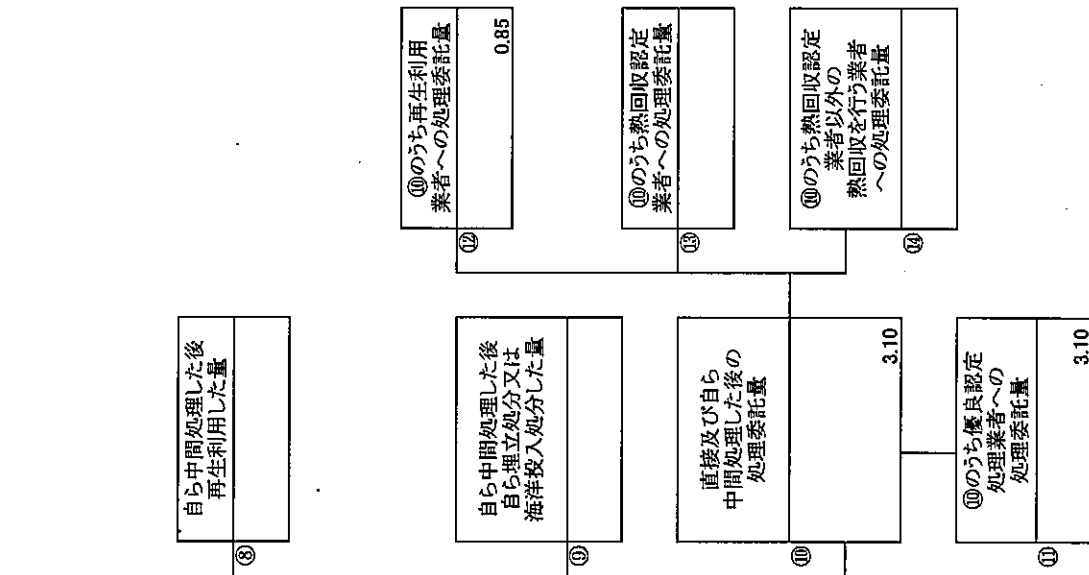 ⑧
自ら中間処理した後
再生利用した量
⑨
自ら中間処理した後
自ら埋立処分又は
海洋投入処分した量
⑩
直接及び自ら
中間処理した後の
処理委託量
3.10
⑪
⑩のうち優良認定
処理業者への
処理委託量
3.10
⑫
⑩のうち再生利用
業者への処理委託量
0.85
⑬
⑩のうち熱回収認定
業者への処理委託量
⑭
⑩のうち熱回収認定
業者以外の
熱回収を行う業者
への処理委託量